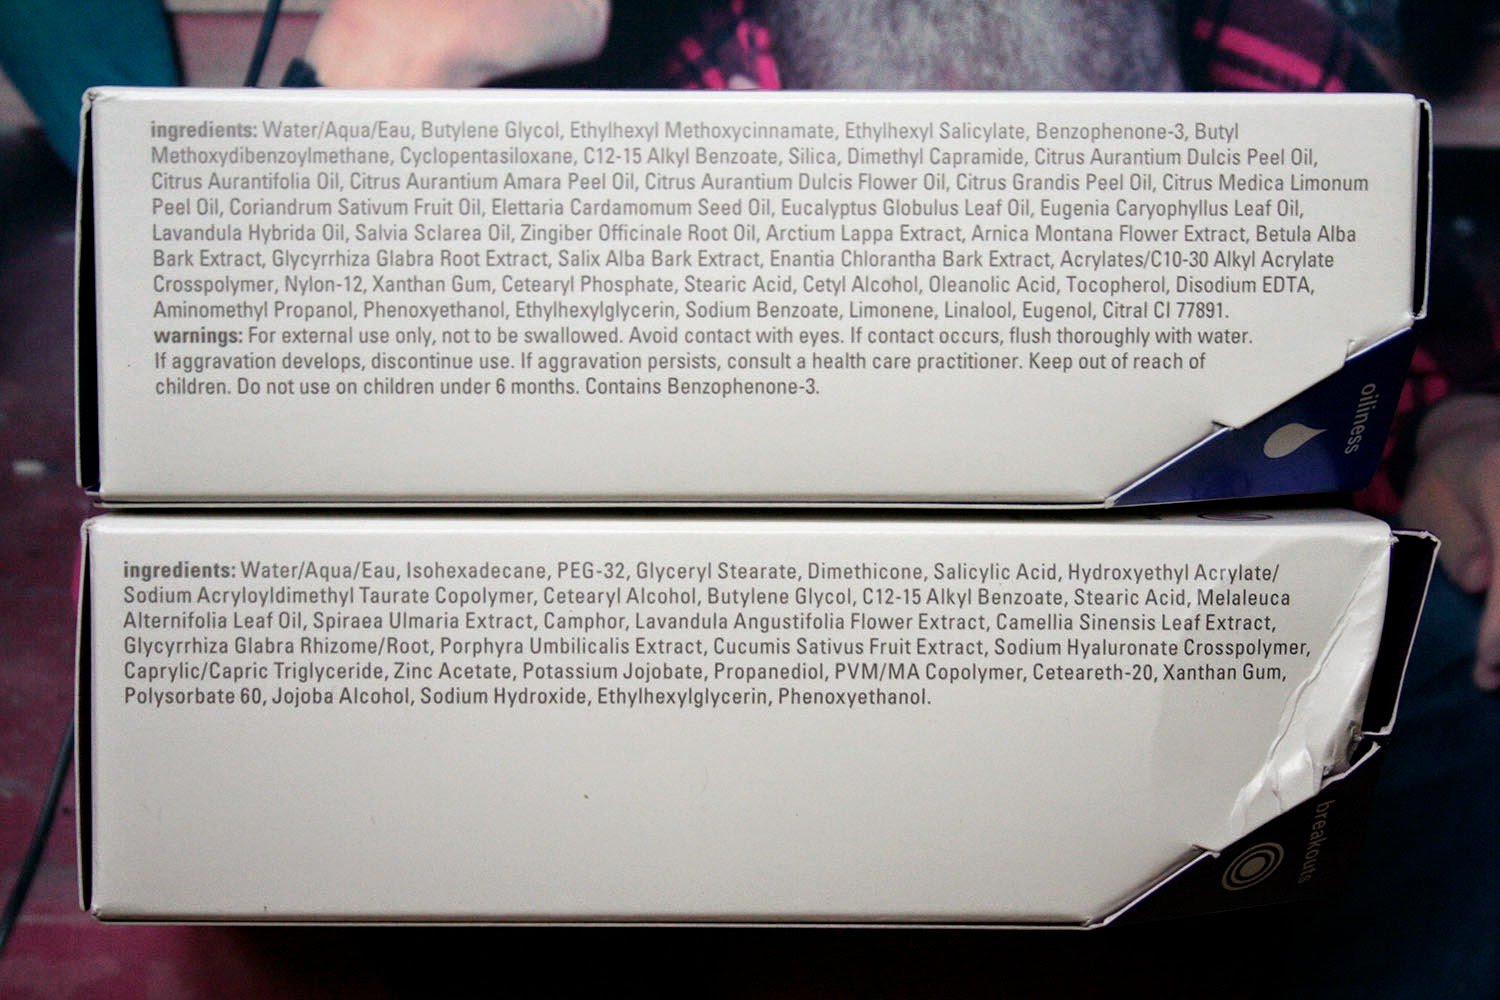 ingredients: Water/Aqua/Eau, Butylene Glycol, Ethylhexyl Methoxycinnamate, Ethylhexyl Salicylate, Benzophenone-3, Butyl
Methoxydibenzoylmethane, Cyclopentasiloxane, C12-15 Alkyl Benzoate, Silica, Dimethyl Capramide, Citrus Aurantium Dulcis Peel Oil,
Citrus Aurantifolia Oil, Citrus Aurantium Amara Peel Oil, Citrus Aurantium Dulcis Flower Oil, Citrus Grandis Peel Oil, Citrus Medica Limonum
Peel Oil, Coriandrum Sativum Fruit Oil, Elettaria Cardamomum Seed Oil, Eucalyptus Globulus Leaf Oil, Eugenia Caryophyllus Leaf Oil,
Lavandula Hybrida Oil, Salvia Sclarea Oil, Zingiber Officinale Root Oil, Arctium Lappa Extract, Arnica Montana Flower Extract, Betula Alba
Bark Extract, Glycyrrhiza Glabra Root Extract, Salix Alba Bark Extract, Enantia Chlorantha Bark Extract, Acrylates/C10-30 Alkyl Acrylate
Crosspolymer, Nylon-12, Xanthan Gum, Cetearyl Phosphate, Stearic Acid, Cetyl Alcohol, Oleanolic Acid, Tocopherol, Disodium EDTA,
Aminomethyl Propanol, Phenoxyethanol, Ethylhexylglycerin, Sodium Benzoate, Limonene, Linalool, Eugenol, Citral CI 77891.
warnings: For external use only, not to be swallowed. Avoid contact with eyes. If contact occurs, flush thoroughly with water.
If aggravation develops, discontinue use. If aggravation persists, consult a health care practitioner. Keep out of reach of
children. Do not use on children under 6 months. Contains Benzophenone-3.
oiliness
ingredients: Water/Aqua/Eau, Isohexadecane, PEG-32, Glyceryl Stearate, Dimethicone, Salicylic Acid, Hydroxyethyl Acrylate/
Sodium Acryloyldimethyl Taurate Copolymer, Cetearyl Alcohol, Butylene Glycol, C12-15 Alkyl Benzoate, Stearic Acid, Melaleuca
Alternifolia Leaf Oil, Spiraea Ulmaria Extract, Camphor, Lavandula Angustifolia Flower Extract, Camellia Sinensis Leaf Extract,
Glycyrrhiza Glabra Rhizome/Root, Porphyra Umbilicalis Extract, Cucumis Sativus Fruit Extract, Sodium Hyaluronate Crosspolymer,
Caprylic/Capric Triglyceride, Zinc Acetate, Potassium Jojobate, Propanediol, PVM/MA Copolymer, Ceteareth-20, Xanthan Gum,
Polysorbate 60, Jojoba Alcohol, Sodium Hydroxide, Ethylhexylglycerin, Phenoxyethanol.
breakouts